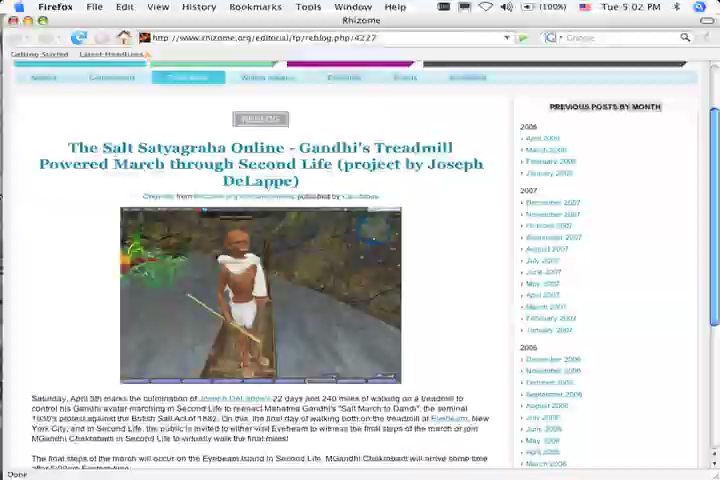 Firefox File Edit View History Bookmarks Tools Window Help (100%) Tue 5:02 PM
Rhizome
http://www.rhizome.org/editorial/fp/reblog.php/4227
Google
Getting Started Latest Headlines
REBLOG
The Salt Satyagraha Online - Gandhi's Treadmill
Powered March through Second Life (project by Joseph
DeLappe)
Originally from published by
Saturday, April 5th marks the culmination of Joseph DeLappe's 22 days and 240 miles of walking on a treadmill to
control his Gandhi avatar marching in Second Life to reenact Mahatma Gandhi's "Salt March to Dandi", the seminal
1930's protest against the British Salt Act of 1882. On this, the final day of walking both on the treadmill at Eyebeam, New
York City, and in Second Life, the public is invited to either visit Eyebeam to witness the final steps of the march or join
MGandhi Chakrabarti in Second Life to virtually walk the final miles!
The final steps of the march will occur on the Eyebeam Island in Second Life, MGandhi Chakrabarti will arrive some-time
PREVIOUS POSTS BY MONTH
2008
April 2008
March 2008
February 2008
January 2008
2007
December 2007
November 2007
October 2007
September 2007
August 2007
July 2007
June 2007
May 2007
April 2007
March 2007
February 2007
January 2007
2006
December 2006
November 2006
October 2006
September 2006
August 2006
July 2006
June 2006
May 2006
April 2006
March 2006
Done